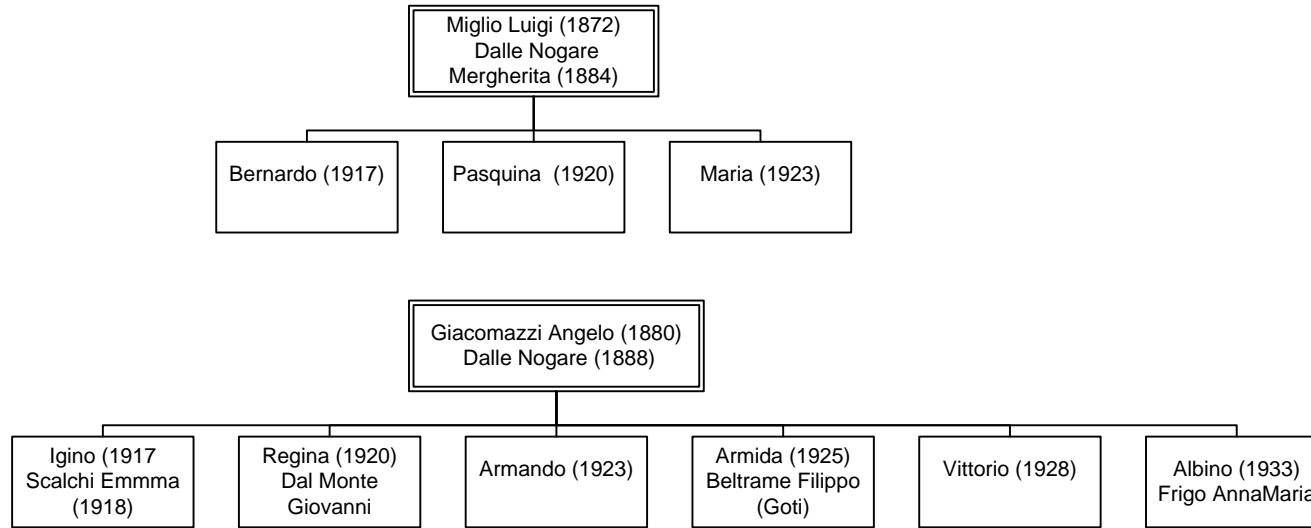 Miglio Luigi (1872)
Dalle Nogare
Mergherita (1884)
Bernardo (1917)
Pasquina (1920)
Maria (1923)
Giacomazzi Angelo (1880)
Dalle Nogare (1888)
Igino (1917
Scalchi Emmma
(1918)
Regina (1920)
Dal Monte
Giovanni
Armando (1923)
Armida (1925)
Beltrame Filippo
(Goti)
Vittorio (1928)
Albino (1933)
Frigo AnnaMaria